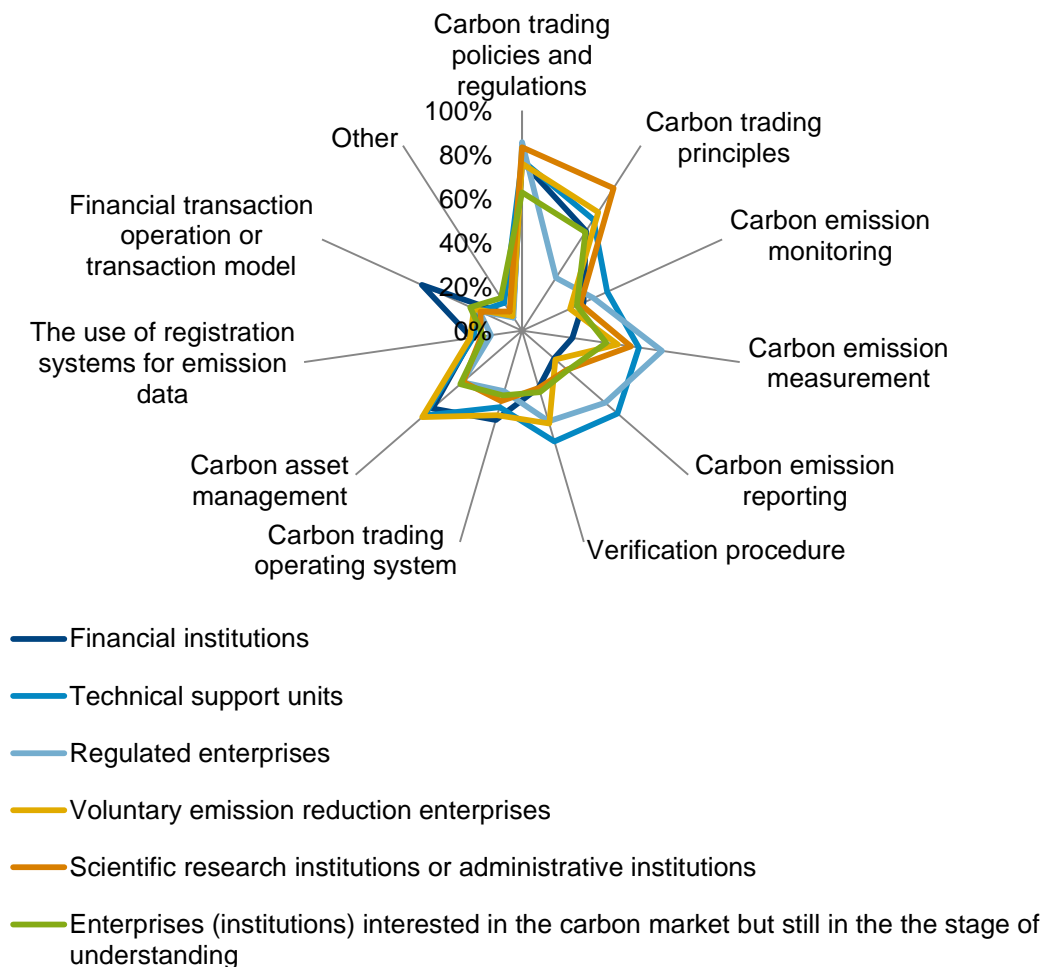 Carbon trading
policies and
regulations
100%
80%
60%
40%
20%
0%
Carbon trading
principles
Carbon emission
monitoring
Carbon emission
measurement
Carbon emission
reporting
Verification procedure
Carbon trading
operating system
Carbon asset
management
The use of registration
systems for emission
data
Financial transaction
operation or
transaction model
Other
Financial institutions
Technical support units
Regulated enterprises
Voluntary emission reduction enterprises
Scientific research institutions or administrative institutions
Enterprises (institutions) interested in the carbon market but still in the the stage of
understanding